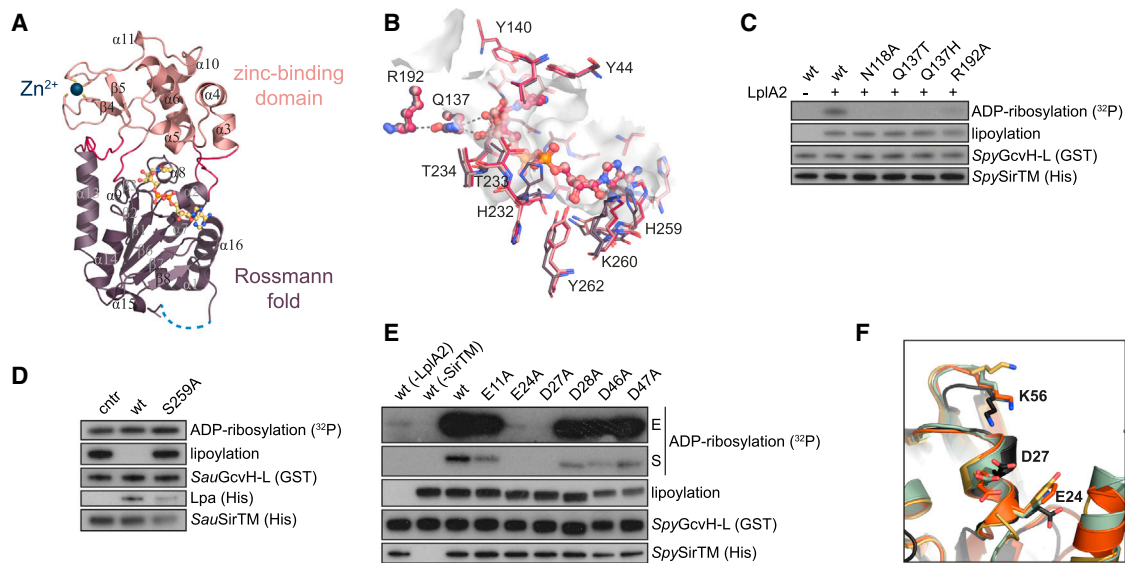 A
α11
α10
Zn2+
zinc-binding
domain
β5
β4
α6
α4
α5
α3
α8
α9
α16
α14
β7
β8
α15
Rossmann
fold
B
Y140
R192
Y44
Q137
T234
T233
H232
H259
K260
Y262
C
wt
wt
N118A
Q137T
Q137H
R192A
LplA2 - + + + + +
ADP-ribosylation (32P)
lipoylation
SpyGcvH-L (GST)
SpySirTM (His)
D
cntr
wt
S259A
ADP-ribosylation (32P)
lipoylation
SauGcvH-L (GST)
Lpa (His)
SauSirTM (His)
E
wt (-LplA2)
wt (-SirTM)
wt
E11A
E24A
D27A
D28A
D46A
D47A
E
ADP-ribosylation (32P)
S
lipoylation
SpyGcvH-L (GST)
SpySirTM (His)
F
K56
D27
E24